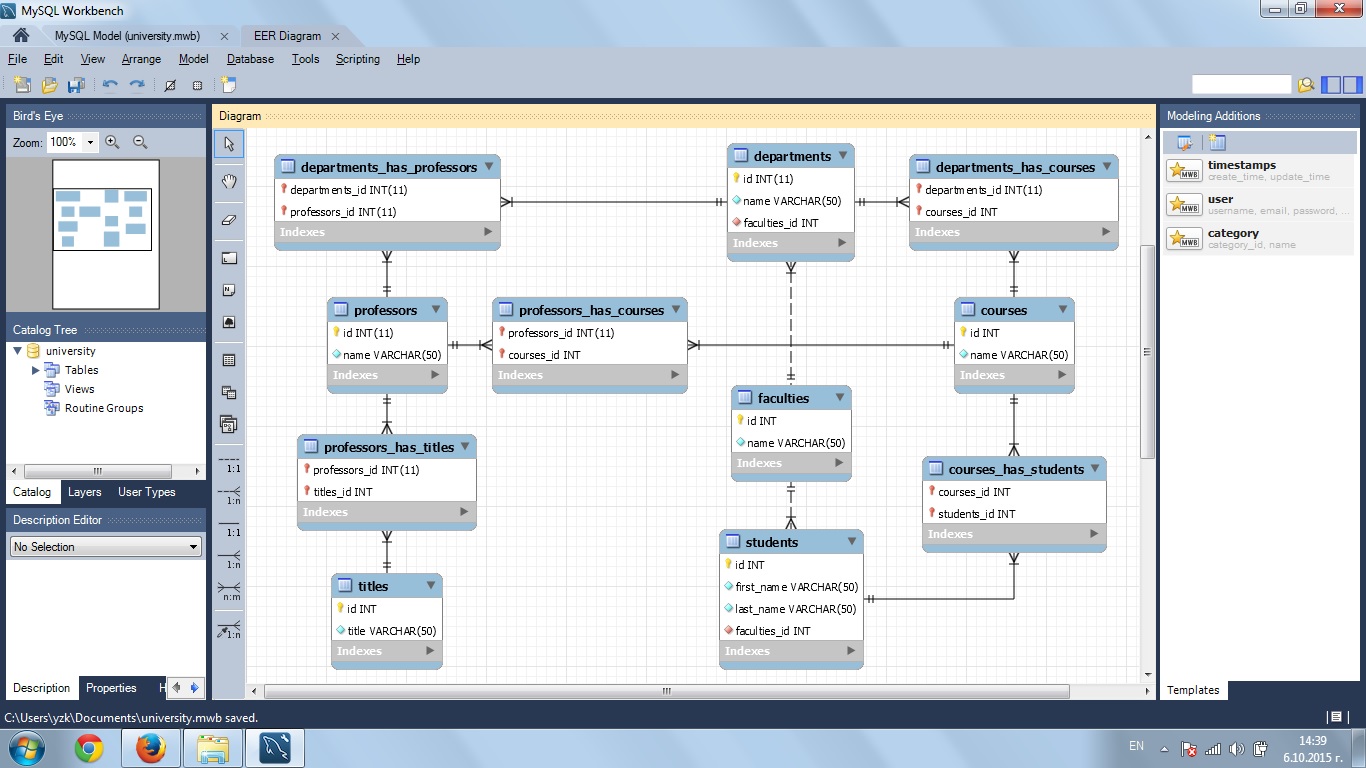 MySQL Workbench
MySQL Model (university.mwb)
EER Diagram
File Edit View Arrange Model Database Tools Scripting Help
Bird's Eye
Zoom: 100%
Catalog Tree
university
Tables
Views
Routine Groups
Catalog Layers User Types
Description Editor
No Selection
Description Properties H
Diagram
1:1
1:n
1:1
1:n
n:m
1:n
departments_has_professors
departments_id INT(11)
professors_id INT(11)
Indexes
departments
id INT(11)
name VARCHAR(50)
faculties_id INT
Indexes
departments_has_courses
departments_id INT(11)
courses_id INT
Indexes
professors
id INT(11)
name VARCHAR(50)
Indexes
professors_has_courses
professors_id INT(11)
courses_id INT
Indexes
courses
id INT
name VARCHAR(50)
Indexes
faculties
id INT
name VARCHAR(50)
Indexes
professors_has_titles
professors_id INT(11)
titles_id INT
Indexes
courses_has_students
courses_id INT
students_id INT
Indexes
students
id INT
first_name VARCHAR(50)
last_name VARCHAR(50)
faculties_id INT
Indexes
titles
id INT
title VARCHAR(50)
Indexes
Modeling Additions
MWB
timestamps
create_time, update_time
MWB
user
username, email, password, ...
MWB
category
category_id, name
Templates
C:\Users\yzk\Documents\university.mwb saved.
EN
14:39
6.10.2015 г.